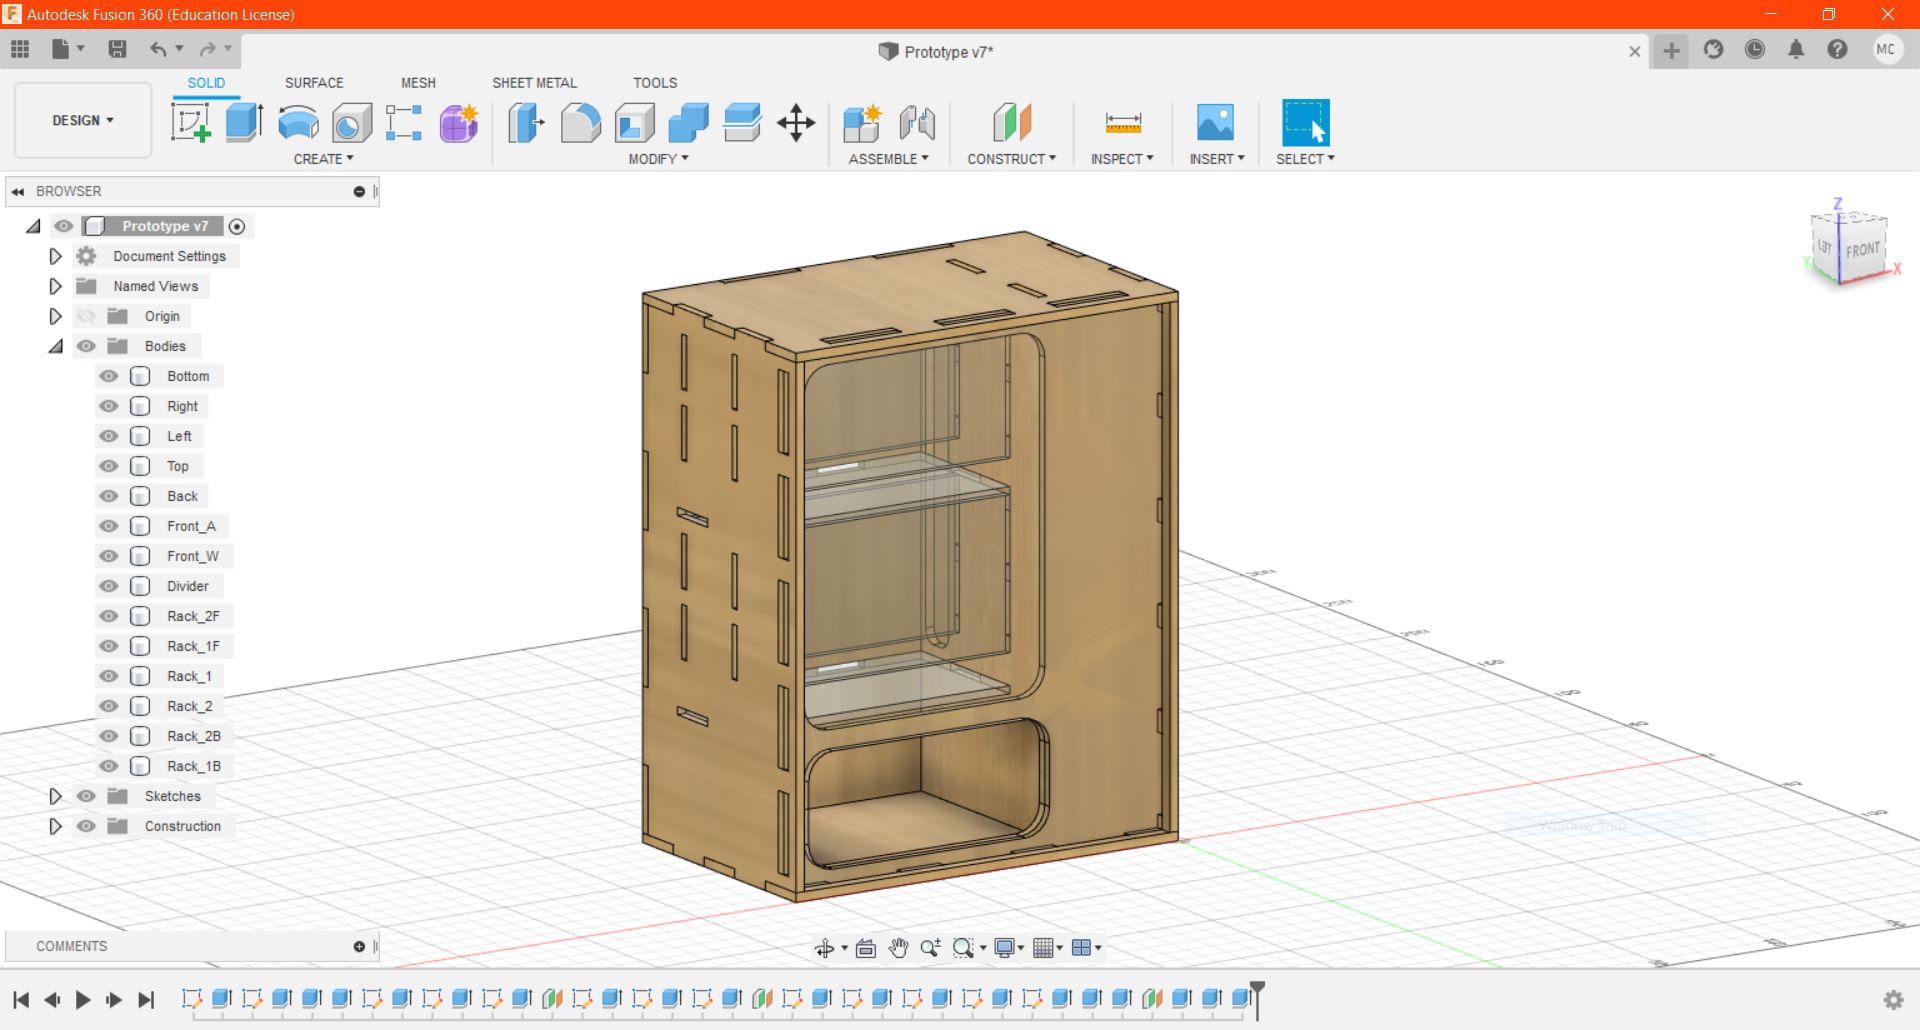 Autodesk Fusion 360 (Education License)
Prototype v7*
MC
DESIGN
SOLID SURFACE MESH SHEET METAL TOOLS
CREATE MODIFY ASSEMBLE CONSTRUCT INSPECT INSERT SELECT
BROWSER
Prototype v7
Document Settings
Named Views
Origin
Bodies
Bottom
Right
Left
Top
Back
Front_A
Front_W
Divider
Rack_2F
Rack_1F
Rack_1
Rack_2
Rack_2B
Rack_1B
Sketches
Construction
COMMENTS
Z
LEFT FRONT
Y X
Window Snip